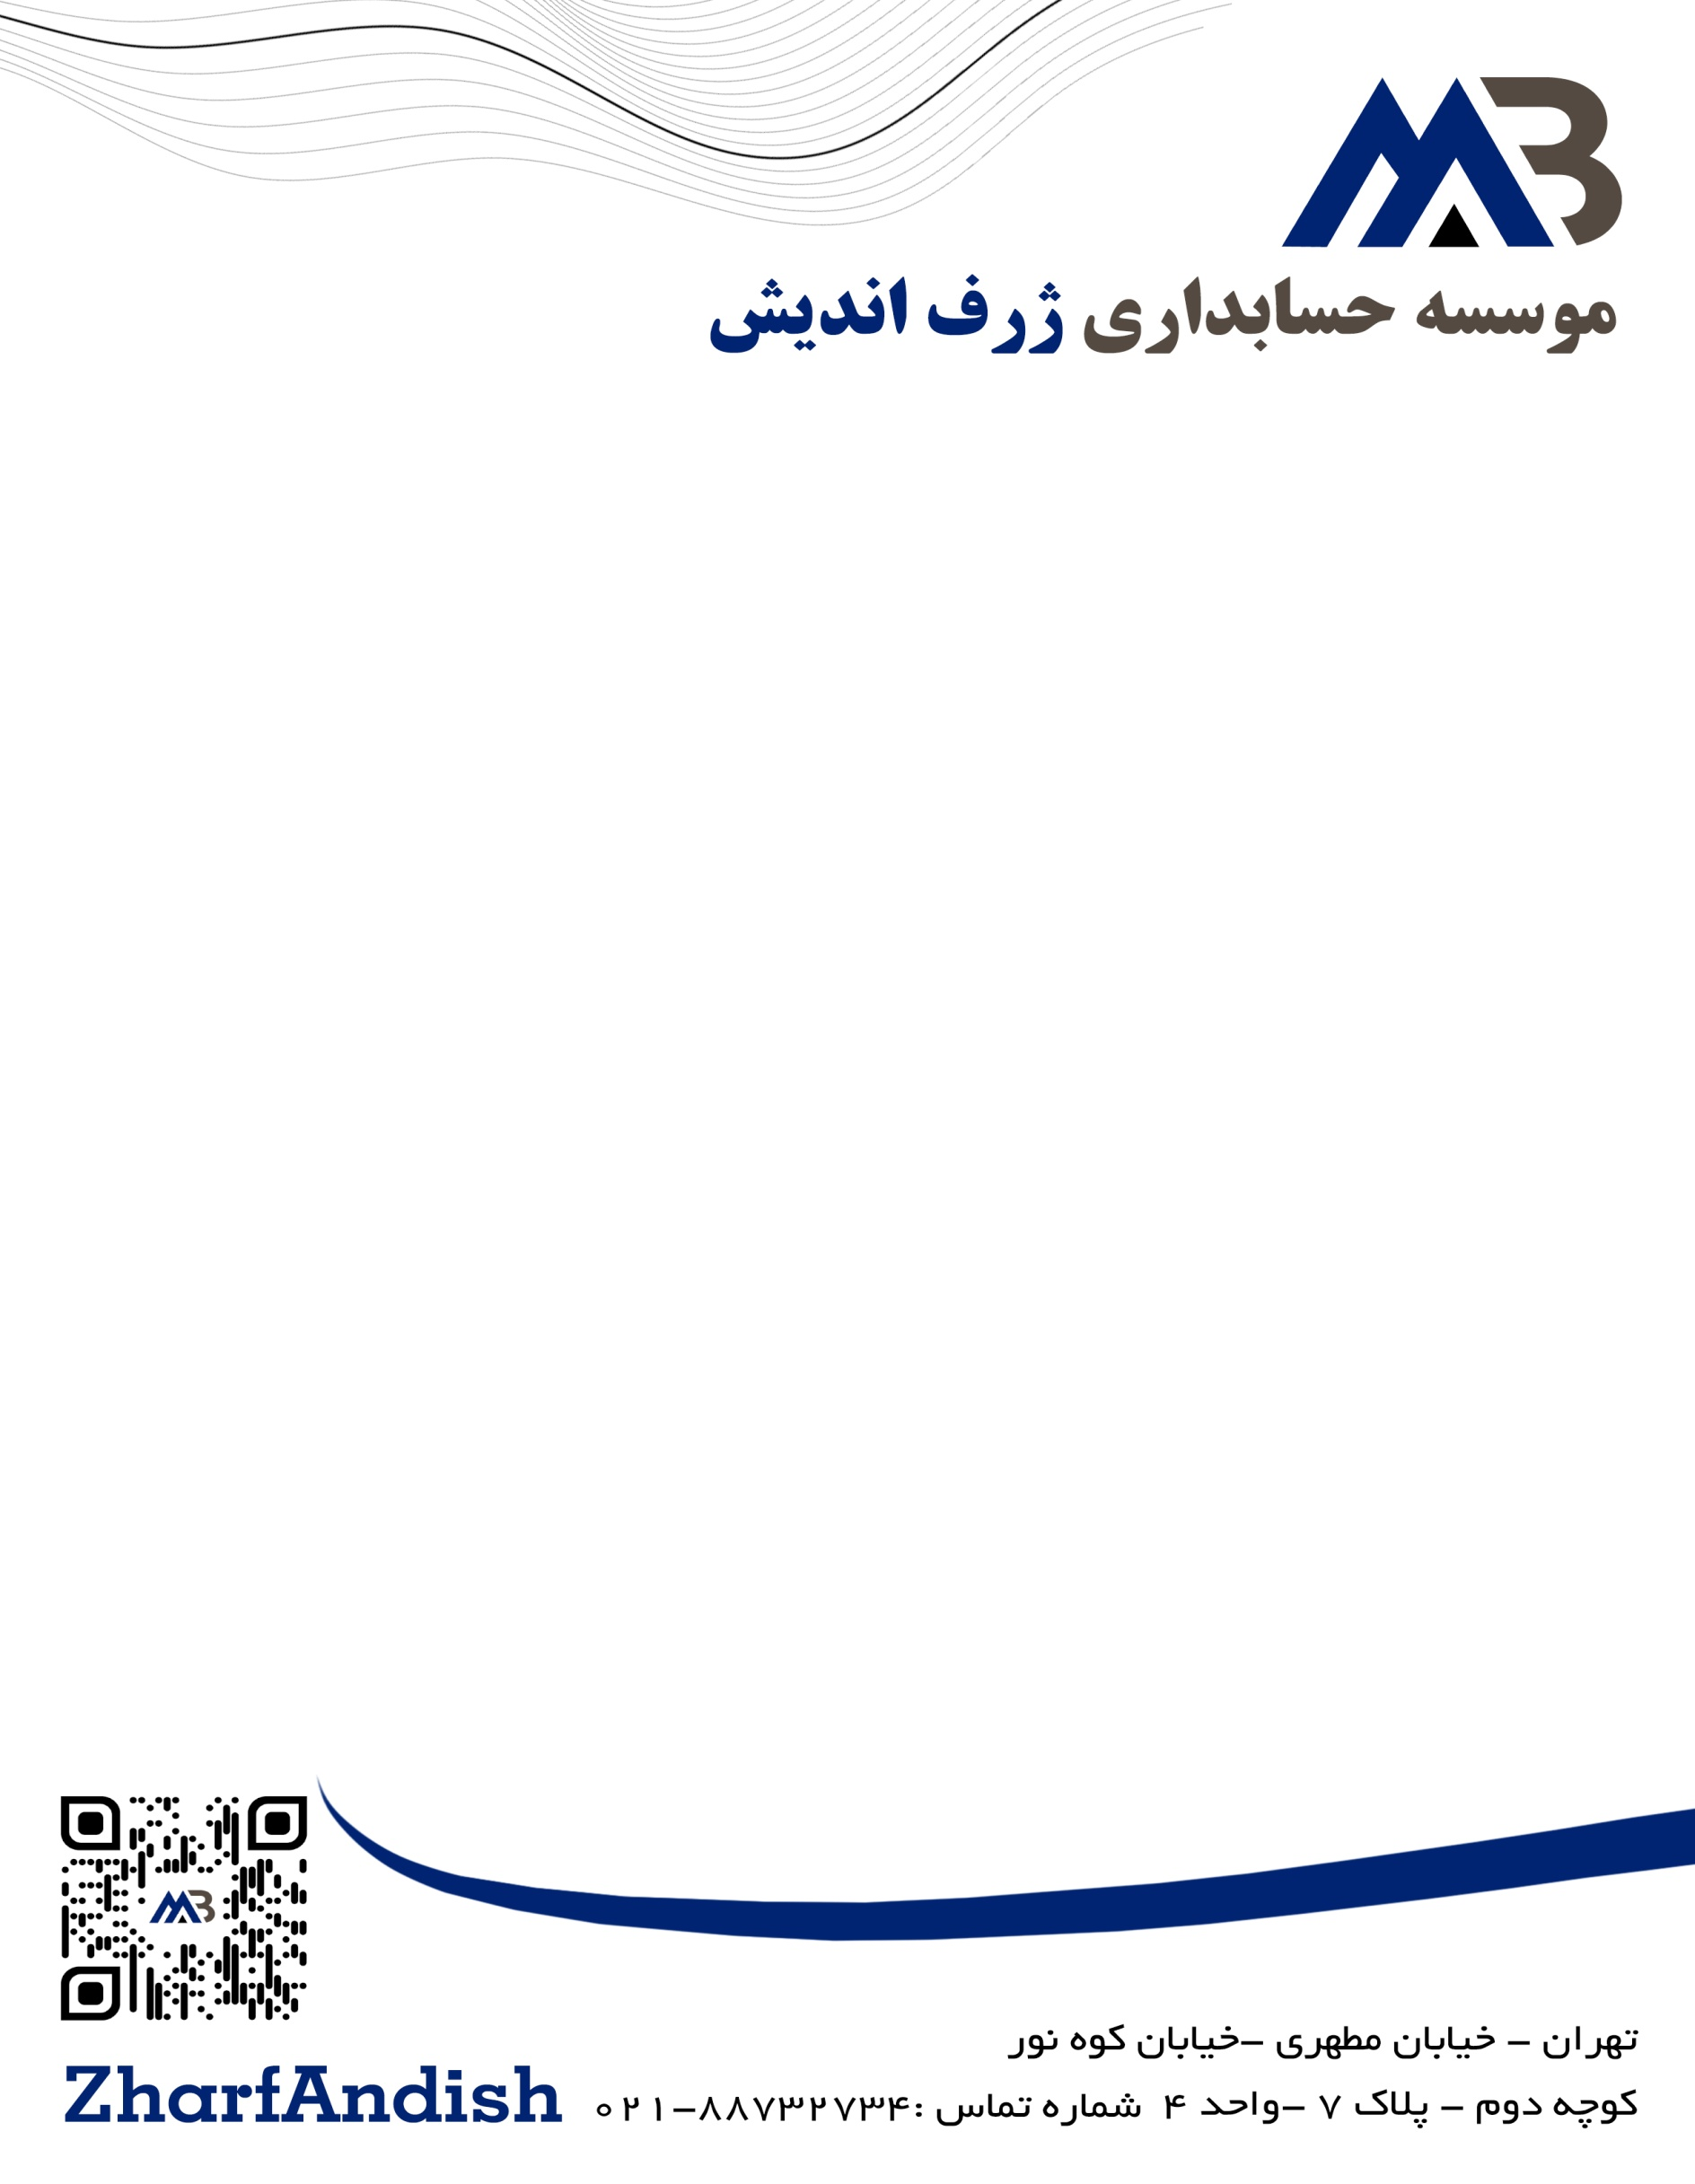 موسسه حسابداری ژرف اندیش
تهران – خیابان مطهری –خیابان کوه نور
کوچه دوم – پلاک ۷ –واحد ۴ شماره تماس :۸۸۷۳۲۷۳۴–۰۲۱
ZharfAndish